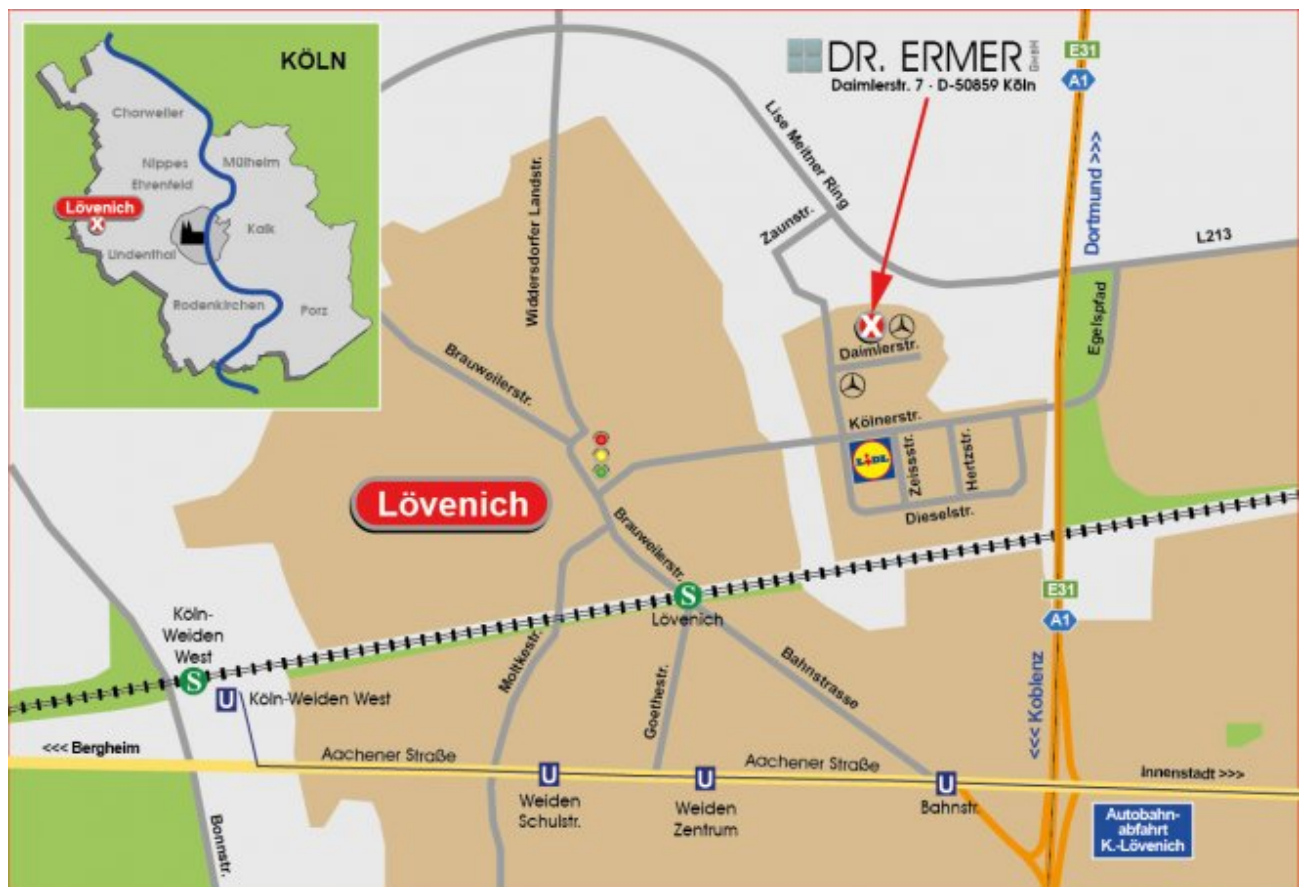 KÖLN
Chorweiler
Nippes
Mülheim
Ehrenfeld
Lövenich
X
Kalk
Lindenthal
Rodenkirchen
Porz
DR. ERMER GMBH
Daimlerstr. 7 · D-50859 Köln
E31
A1
Dortmund >>>
Lise Meitner Ring
Zaunstr.
L213
Egelspfad
Widdersdorfer Landstr.
Brauweilerstr.
X
Daimlerstr.
Kölnerstr.
LIDL
Zeissstr.
Hertzstr.
Dieselstr.
Lövenich
Brauweilerstr.
S
Lövenich
Köln-
Weiden
West
S
U
Köln-Weiden West
Moltkestr.
Goethestr.
Bahnstrasse
E31
A1
<<< Koblenz
<<< Bergheim
Aachener Straße
Aachener Straße
Innenstadt >>>
U
Weiden
Schulstr.
U
Weiden
Zentrum
U
Bahnstr.
Bonnstr.
Autobahn-
abfahrt
K.-Lövenich